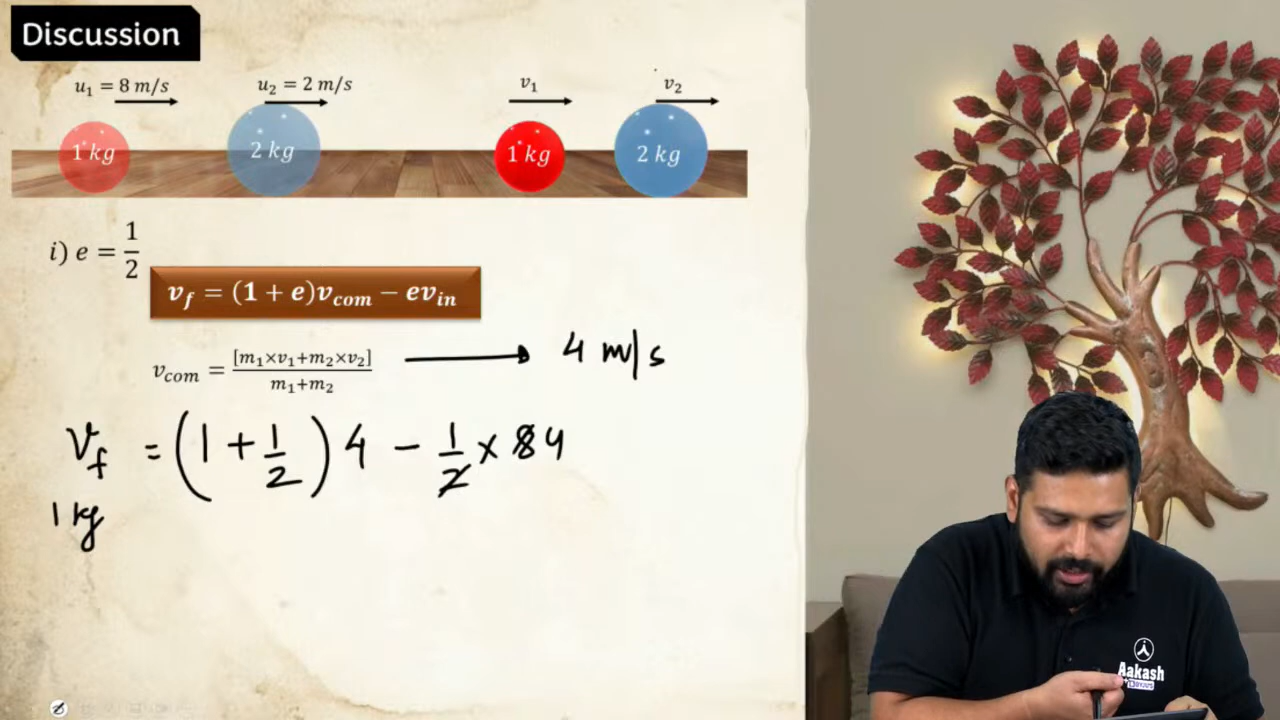 Discussion
u₁ = 8 m/s
u₂ = 2 m/s
v₁
v₂
1 kg
2 kg
1 kg
2 kg
i) e = 1/2
v_f = (1 + e)v_com − ev_in
v_com = [m₁×v₁+m₂×v₂] / m₁+m₂ → 4 m/s
V_f = (1 + 1/2) 4 − 1/2 × 8 4
1 kg
Aakash
BYJU'S